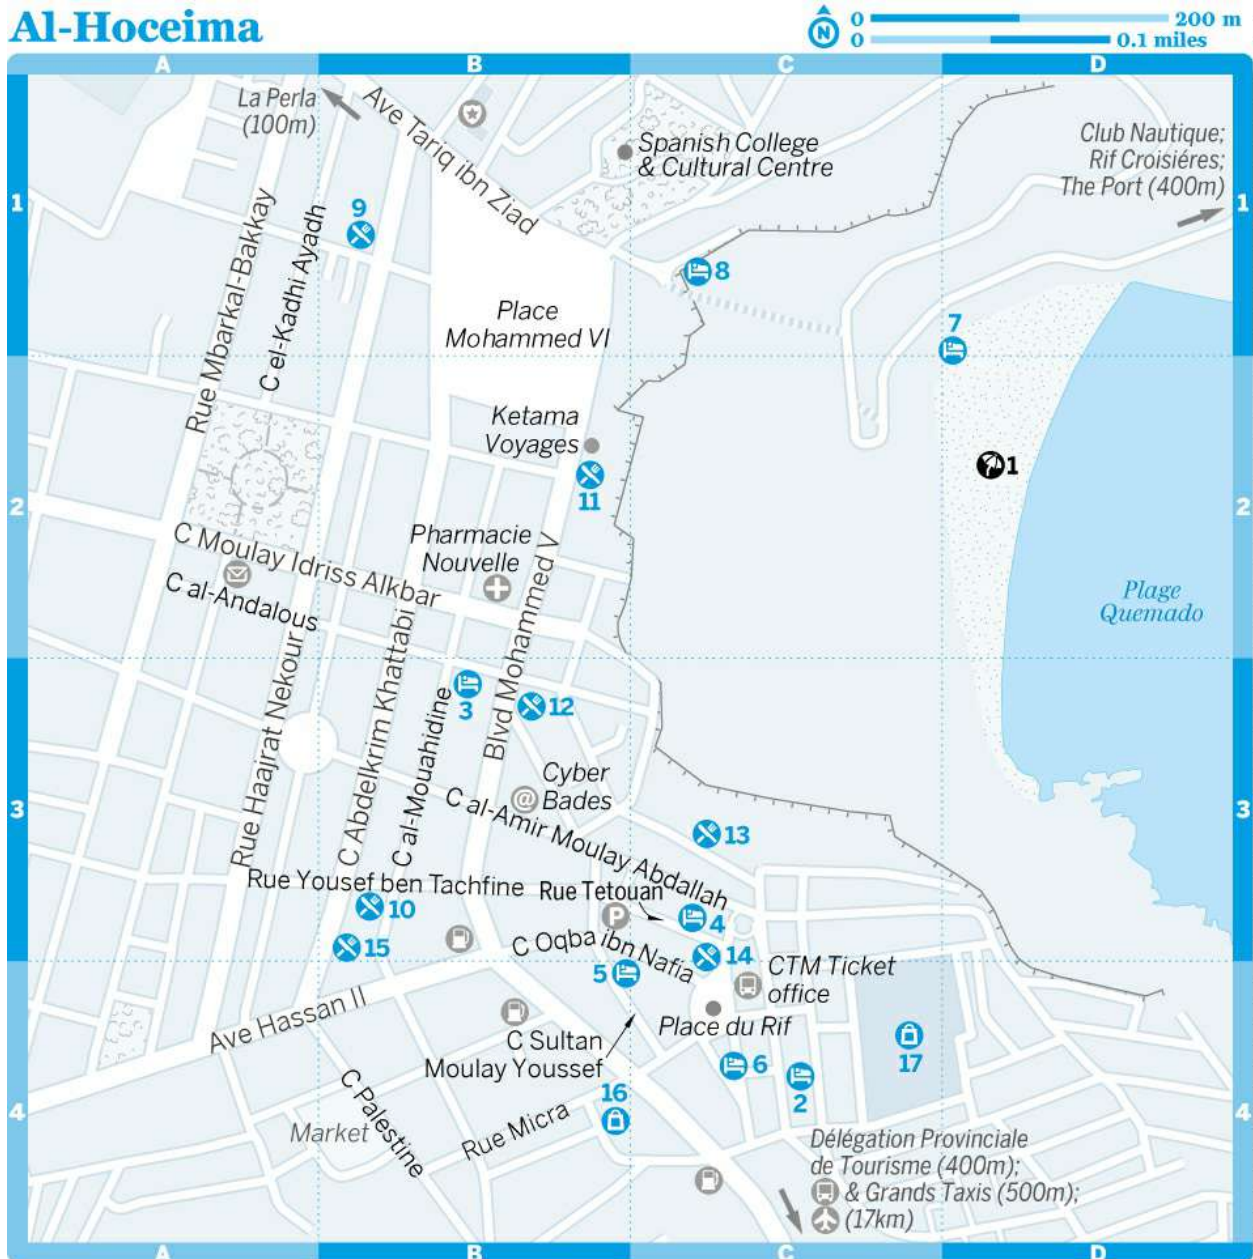 Al-Hoceima
N
0
200 m
0
0.1 miles
A
B
C
D
La Perla
(100m)
Ave Tariq ibn Ziad
Spanish College
& Cultural Centre
Club Nautique;
Rif Croisiéres;
The Port (400m)
1
1
9
Rue Mbarkal-Bakkay
C el-Kadhi Ayadh
8
Place
Mohammed VI
7
Ketama
Voyages
11
1
2
2
C Moulay Idriss Alkbar
Pharmacie
Nouvelle
C al-Andalous
Plage
Quemado
Rue Haajrat Nekour
C Abdelkrim Khattabi
C al-Mouahidine
Blvd Mohammed V
3
12
Cyber
Bades
@
3
3
C al-Amir Moulay Abdallah
13
Rue Yousef ben Tachfine
Rue Tetouan
10
P
4
15
C Oqba ibn Nafia
14
5
CTM Ticket
office
Ave Hassan II
Place du Rif
C Sultan
Moulay Youssef
17
6
2
16
4
4
C Palestine
Market
Rue Micra
Délégation Provinciale
de Tourisme (400m);
& Grands Taxis (500m);
(17km)
A
B
C
D